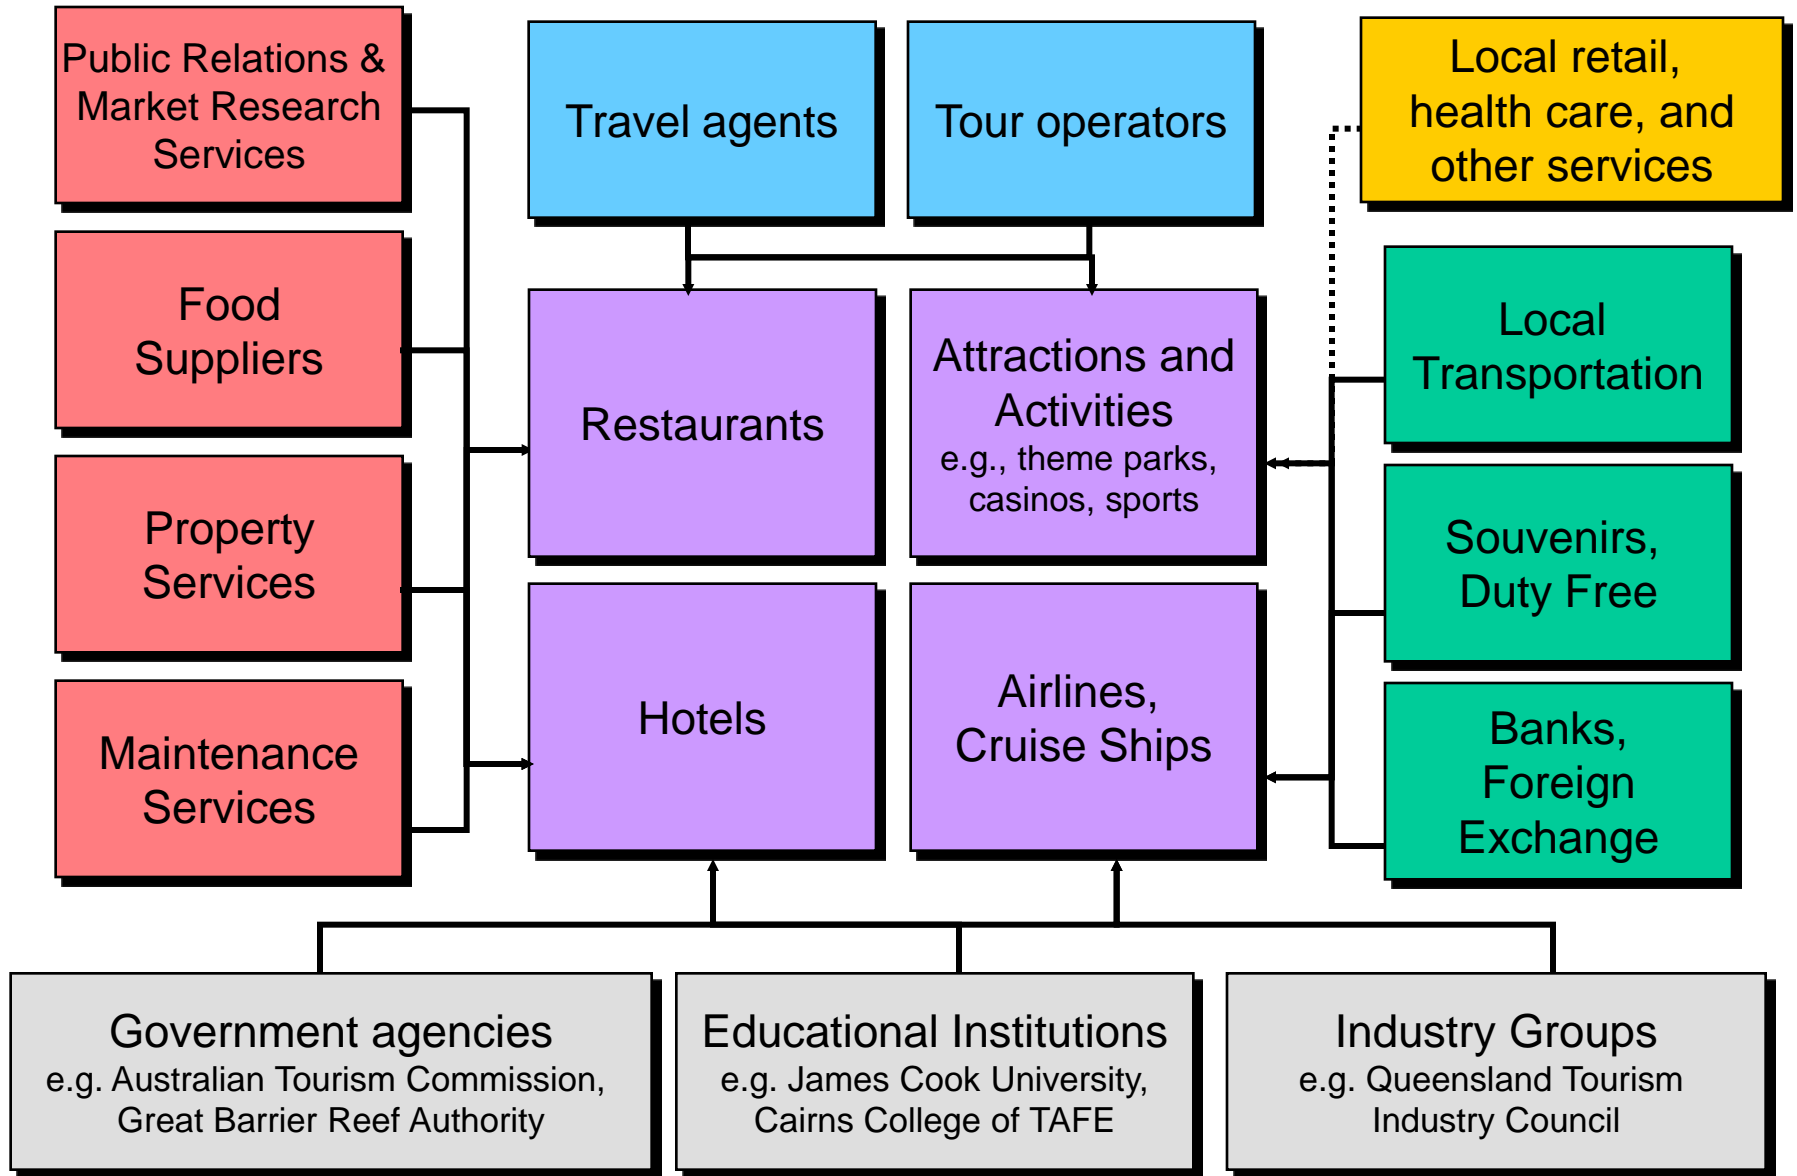 Public Relations &
Market Research
Services
Travel agents
Tour operators
Local retail,
health care, and
other services
Food
Suppliers
Restaurants
Attractions and
Activities
e.g., theme parks,
casinos, sports
Local
Transportation
Property
Services
Souvenirs,
Duty Free
Maintenance
Services
Hotels
Airlines,
Cruise Ships
Banks,
Foreign
Exchange
Government agencies
e.g. Australian Tourism Commission,
Great Barrier Reef Authority
Educational Institutions
e.g. James Cook University,
Cairns College of TAFE
Industry Groups
e.g. Queensland Tourism
Industry Council